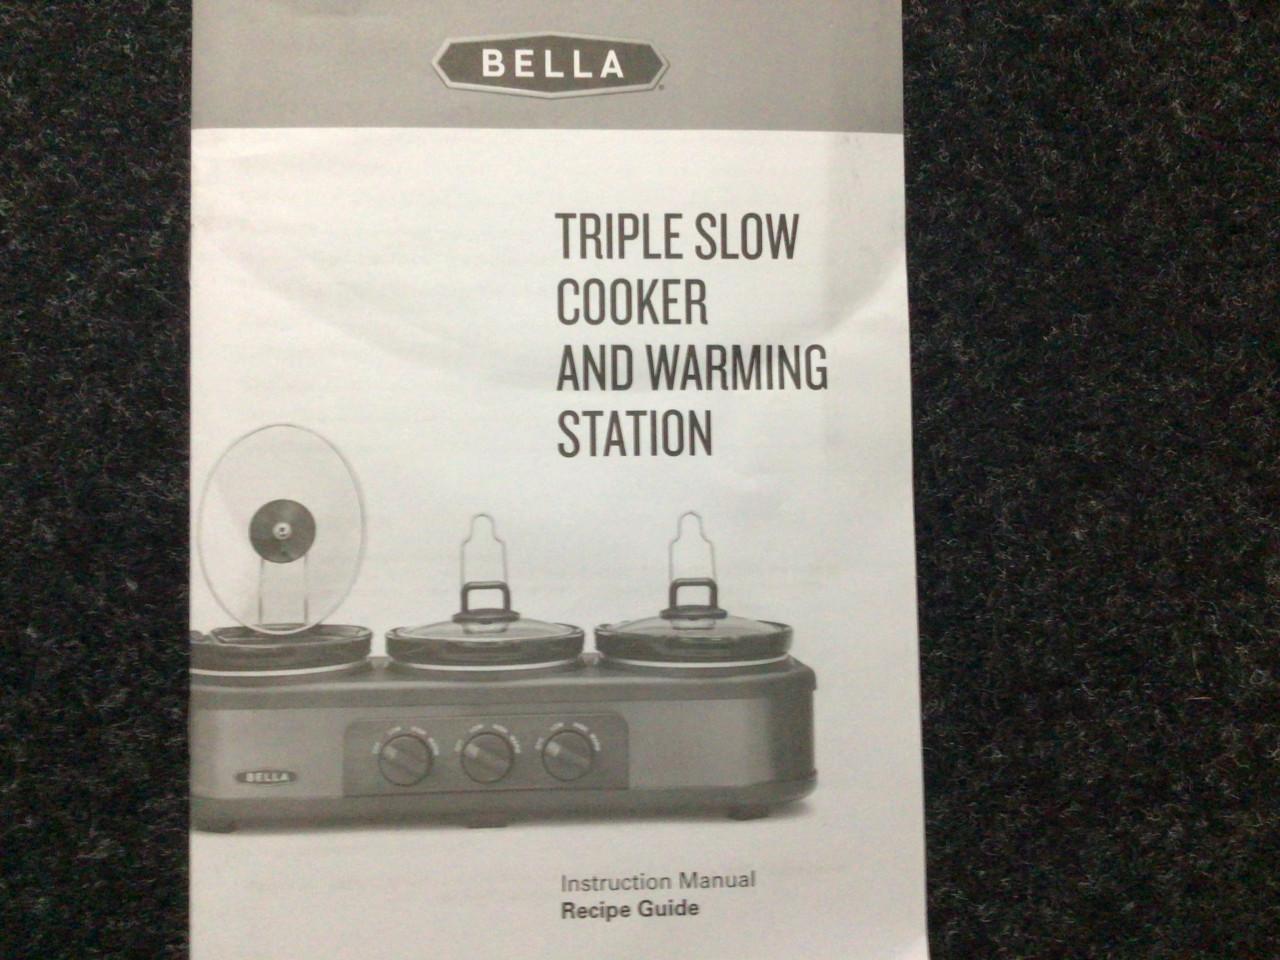 BELLA
TRIPLE SLOW
COOKER
AND WARMING
STATION
BELLA
Instruction Manual
Recipe Guide